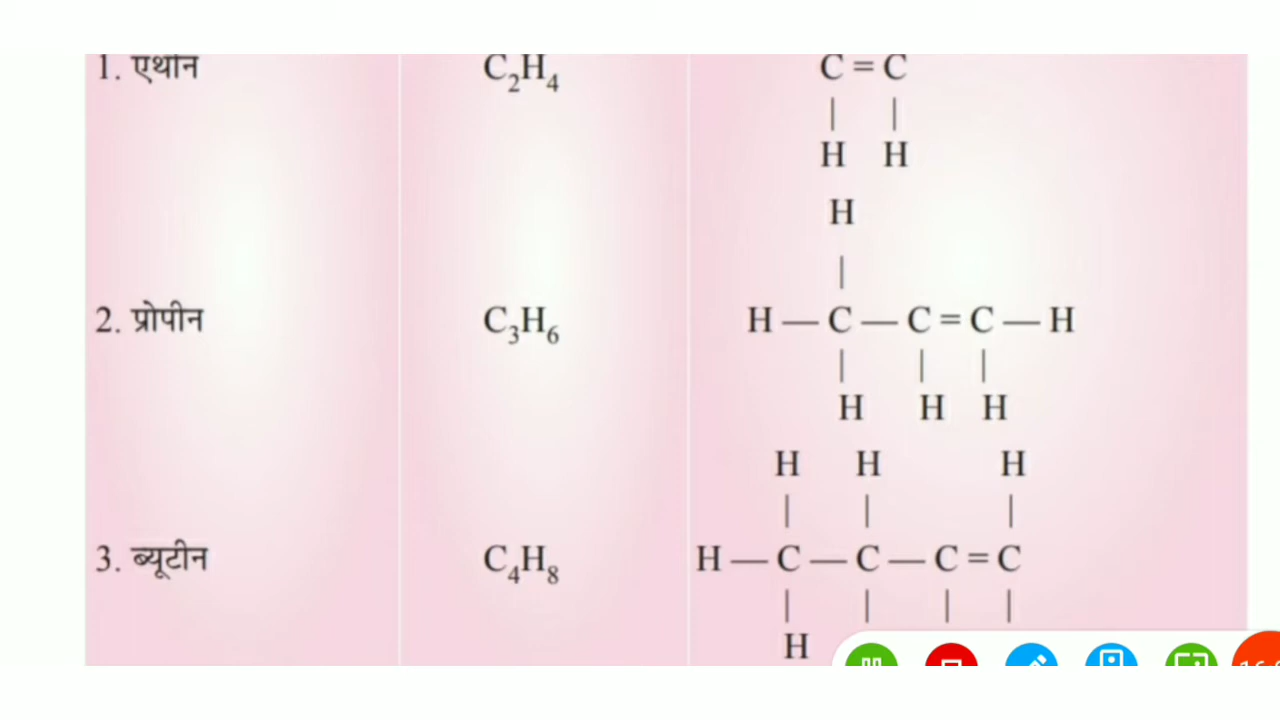 1. एथीन C₂H₄ C = C
| |
H H
H
|
2. प्रोपीन C₃H₆ H — C — C = C — H
| | |
H H H
H H H
| | |
3. ब्यूटीन C₄H₈ H — C — C — C = C
| | | |
H